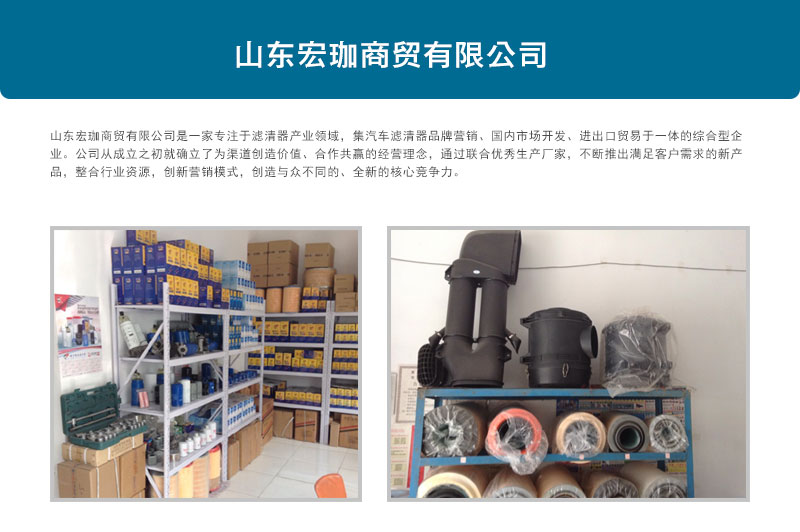 山东宏珈商贸有限公司
山东宏珈商贸有限公司是一家专注于滤清器产业领域，集汽车滤清器品牌营销、国内市场开发、进出口贸易于一体的综合型企
业。公司从成立之初就确立了为渠道创造价值、合作共赢的经营理念，通过联合优秀生产厂家，不断推出满足客户需求的新产
品，整合行业资源，创新营销模式，创造与众不同的、全新的核心竞争力。